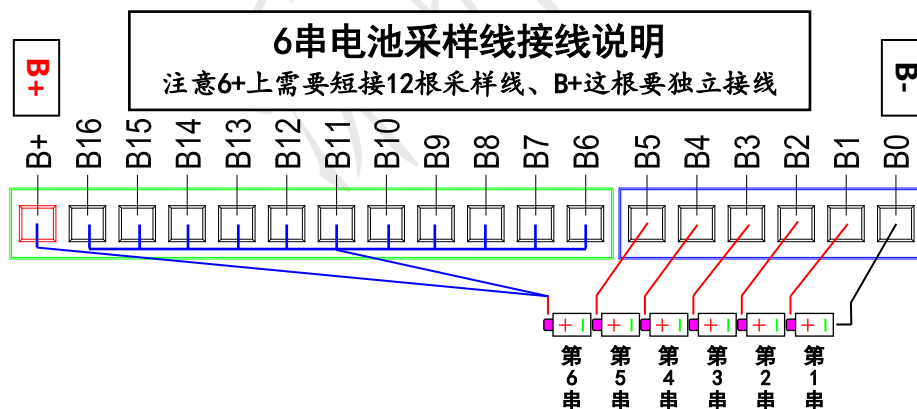 6串电池采样线接线说明
注意6+上需要短接12根采样线、B+这根要独立接线
B+
B-
B+ B16 B15 B14 B13 B12 B11 B10 B9 B8 B7 B6 B5 B4 B3 B2 B1 B0
+ - + - + - + - + - + -
第6串 第5串 第4串 第3串 第2串 第1串